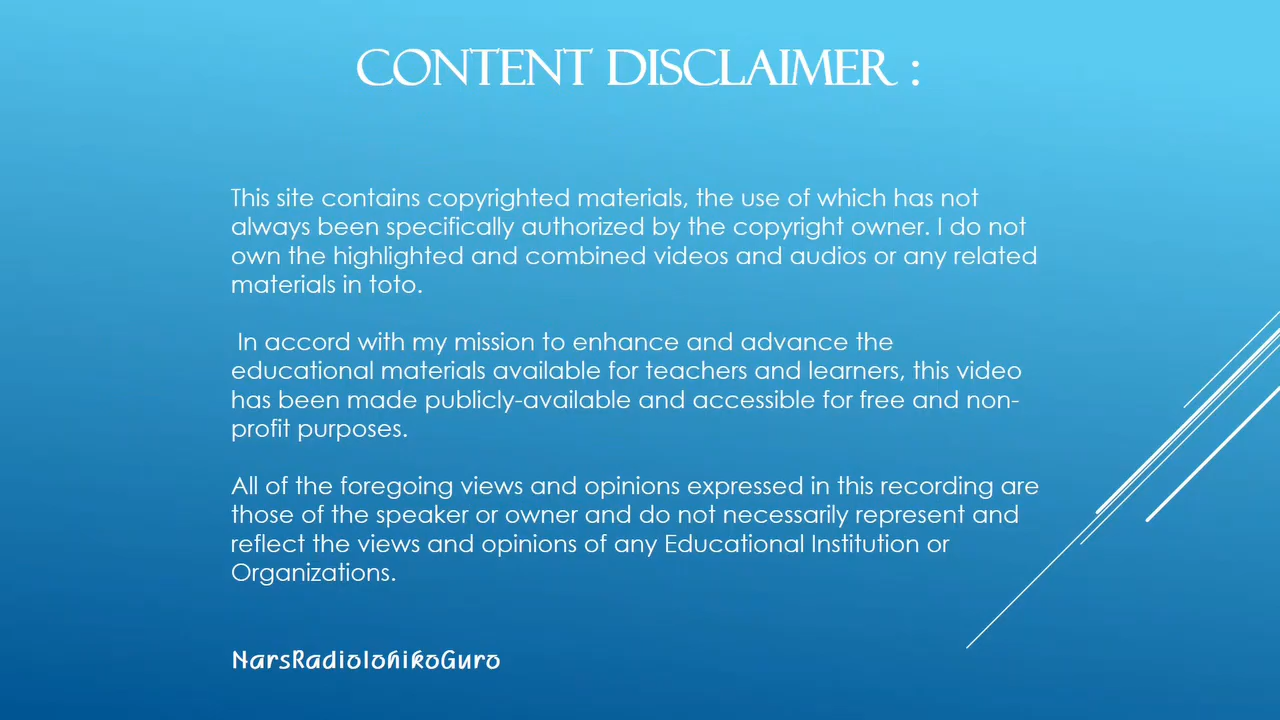 CONTENT DISCLAIMER :
This site contains copyrighted materials, the use of which has not
always been specifically authorized by the copyright owner. I do not
own the highlighted and combined videos and audios or any related
materials in toto.
In accord with my mission to enhance and advance the
educational materials available for teachers and learners, this video
has been made publicly-available and accessible for free and non-
profit purposes.
All of the foregoing views and opinions expressed in this recording are
those of the speaker or owner and do not necessarily represent and
reflect the views and opinions of any Educational Institution or
Organizations.
NarsRadiolohikoGuro